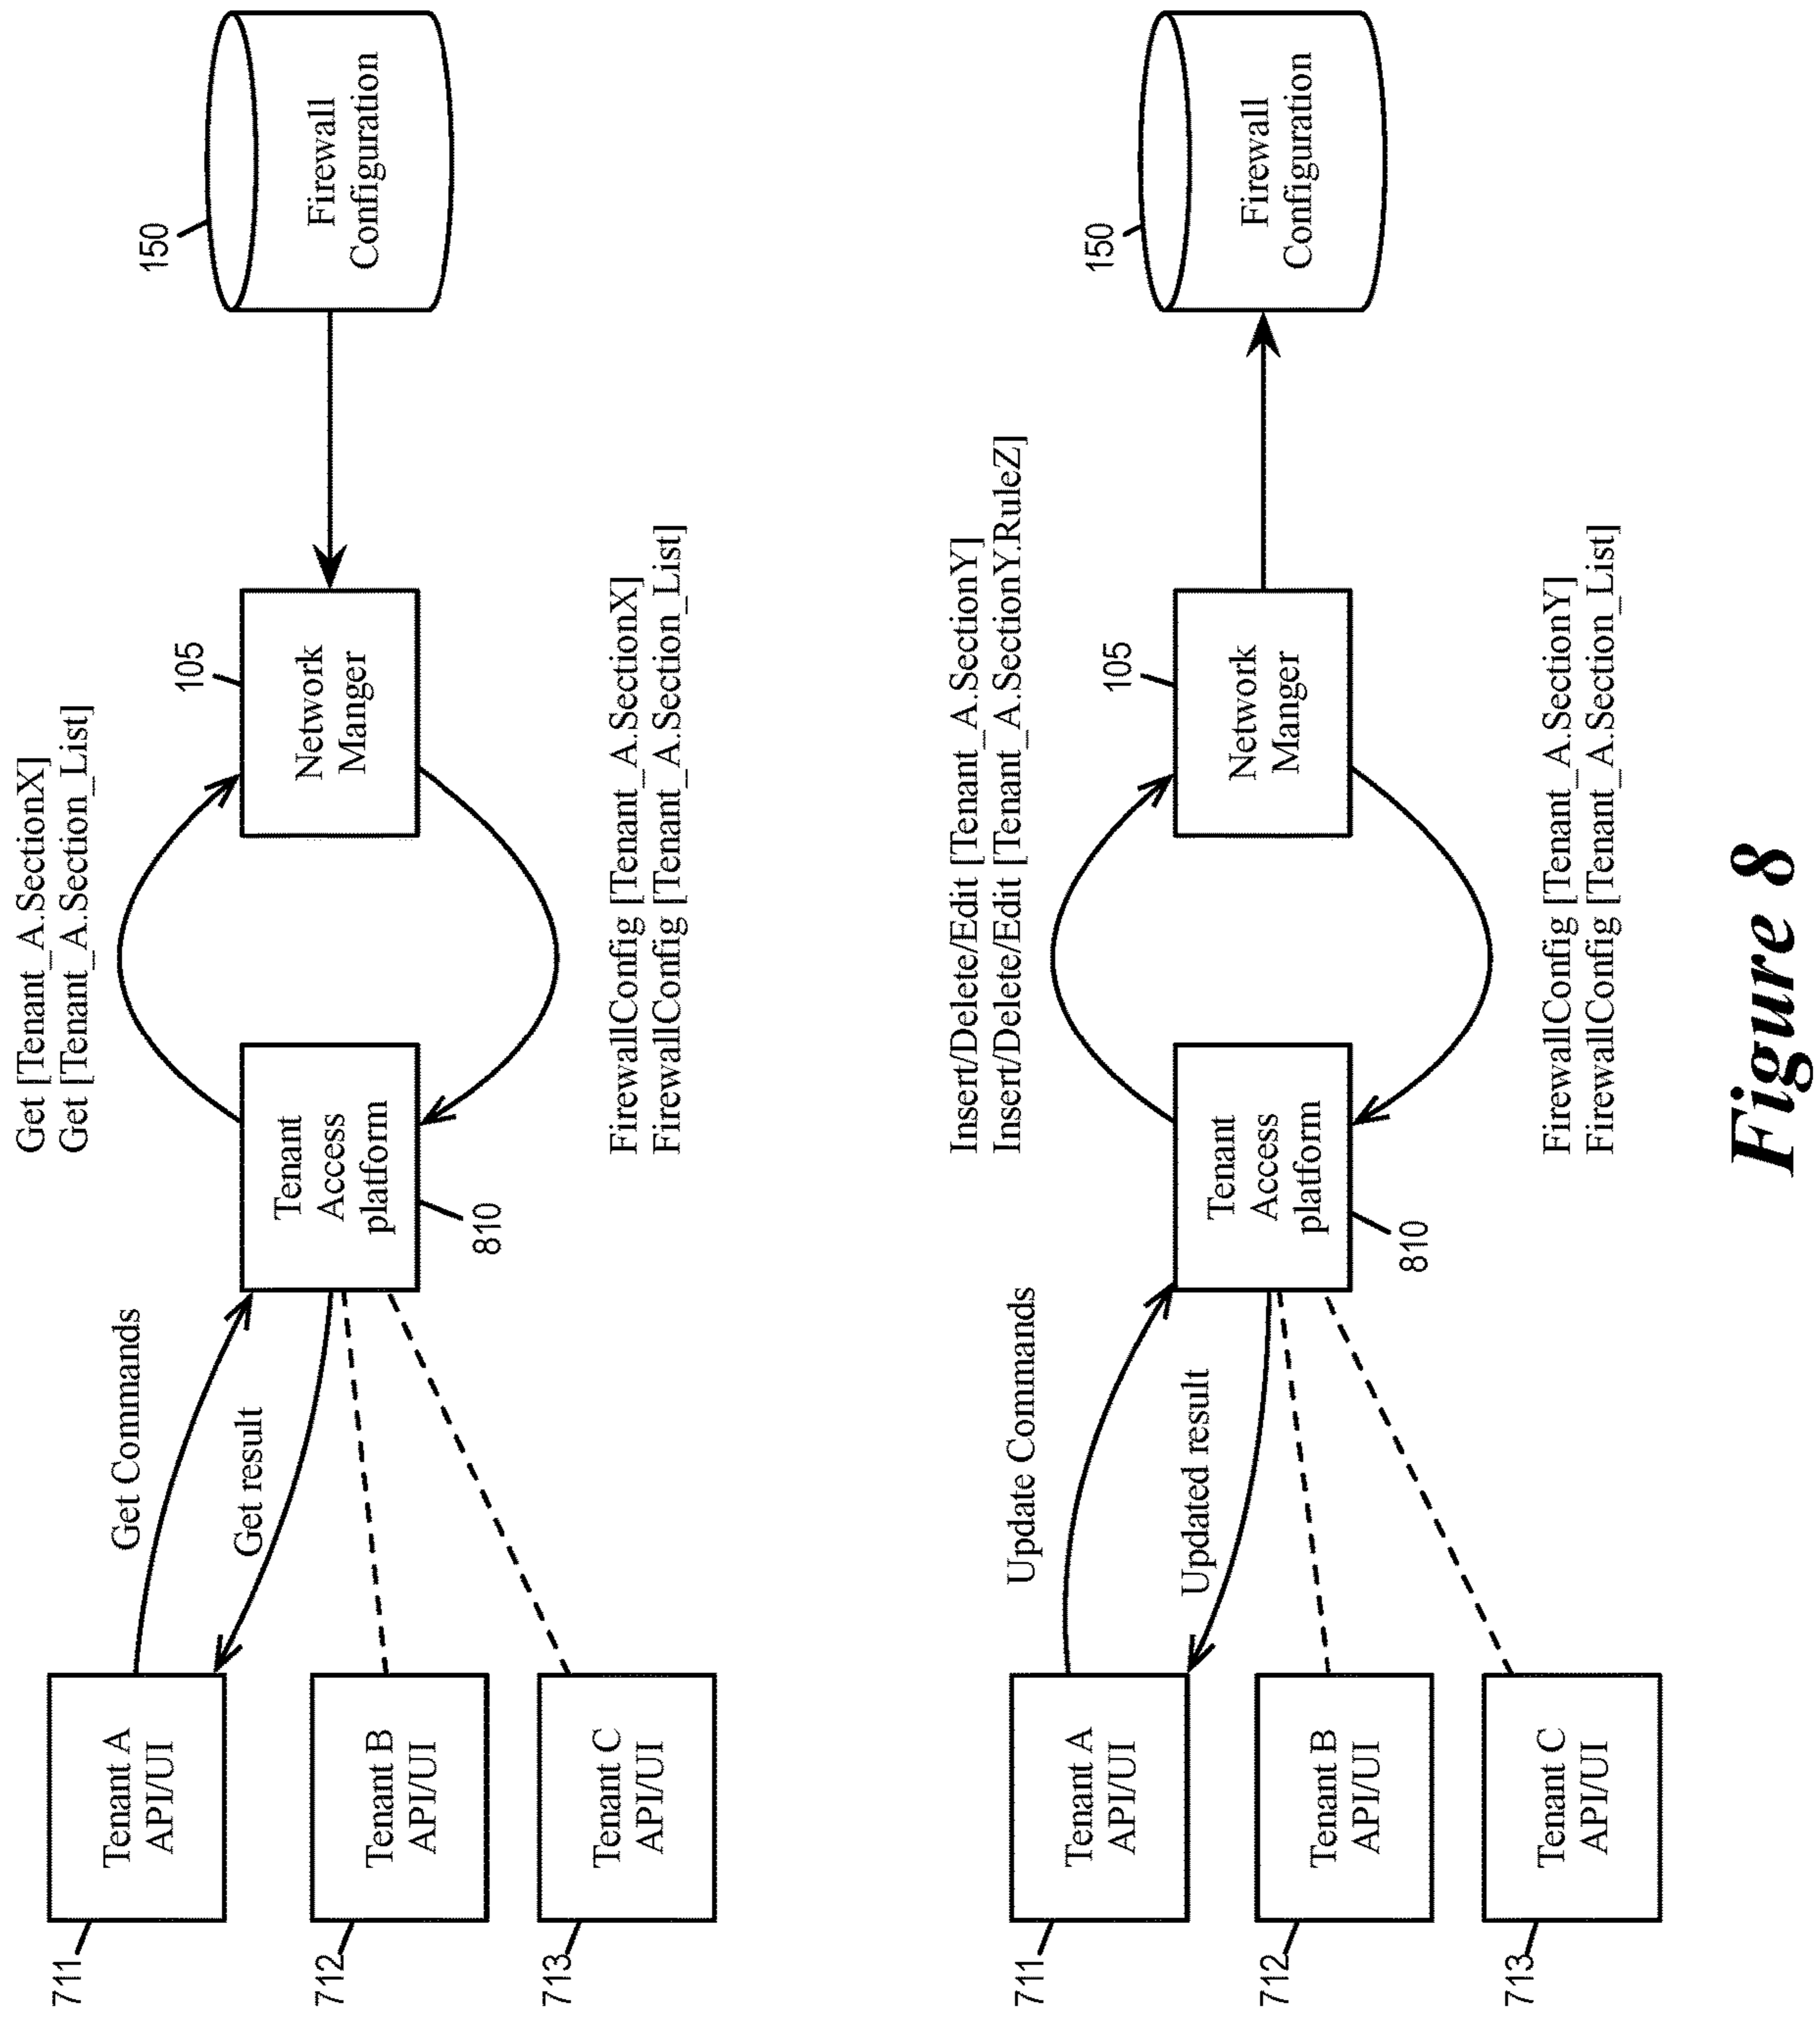 Get [Tenant_A.SectionX]
Get [Tenant_A.Section_List]
711
Tenant A
API/UI
712
Tenant B
API/UI
713
Tenant C
API/UI
Get Commands
Get result
Tenant
Access
platform
810
105
Network
Manger
150
Firewall
Configuration
FirewallConfig [Tenant_A.SectionX]
FirewallConfig [Tenant_A.Section_List]
Insert/Delete/Edit [Tenant_A.SectionY]
Insert/Delete/Edit [Tenant_A.SectionY.RuleZ]
711
Tenant A
API/UI
712
Tenant B
API/UI
713
Tenant C
API/UI
Update Commands
Updated result
Tenant
Access
platform
810
105
Network
Manger
150
Firewall
Configuration
FirewallConfig [Tenant_A.SectionY]
FirewallConfig [Tenant_A.Section_List]
Figure 8